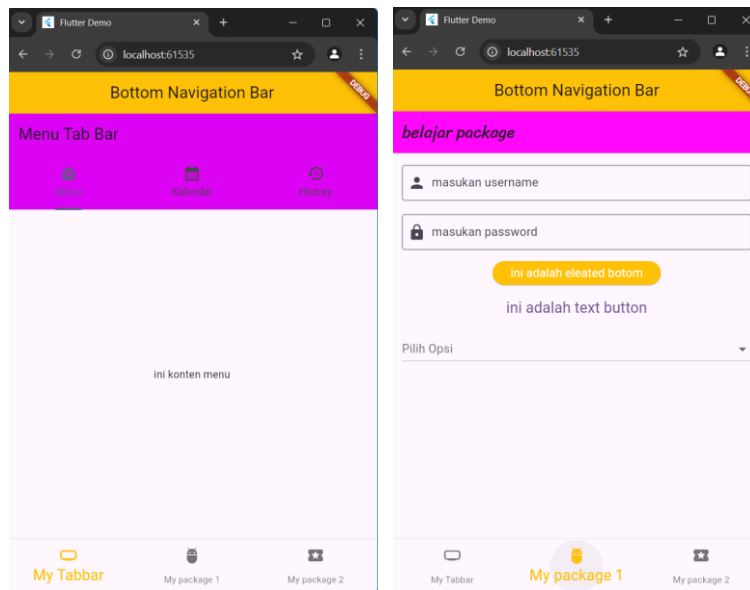 Flutter Demo
localhost:61535
Bottom Navigation Bar
DEBUG
Menu Tab Bar
Menu
Kalender
History
ini konten menu
My Tabbar
My package 1
My package 2
Flutter Demo
localhost:61535
Bottom Navigation Bar
DEBUG
belajar package
masukan username
masukan password
ini adalah eleated botom
ini adalah text button
Pilih Opsi
My Tabbar
My package 1
My package 2